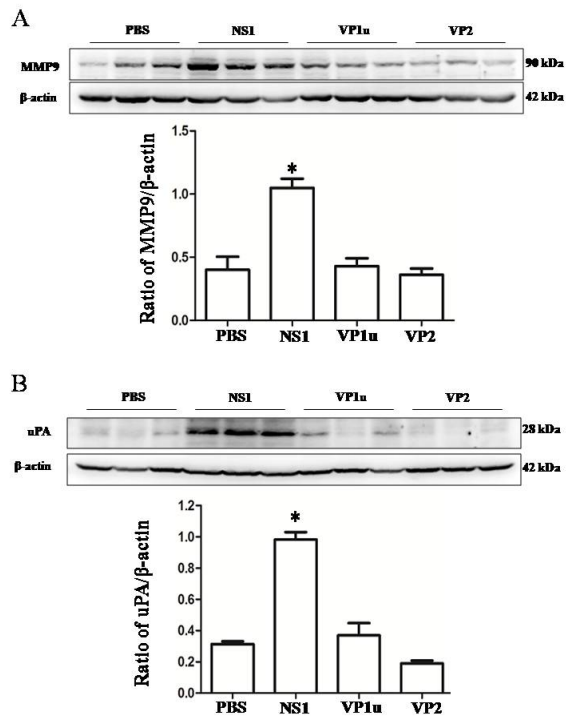 A
PBS NS1 VP1u VP2
MMP9 90 kDa
β-actin 42 kDa
Ratio of MMP9/β-actin
1.5
1.0
0.5
0.0
*
PBS NS1 VP1u VP2
B
PBS NS1 VP1u VP2
uPA 28 kDa
β-actin 42 kDa
Ratio of uPA/β-actin
1.2
1.0
0.8
0.6
0.4
0.2
0.0
*
PBS NS1 VP1u VP2